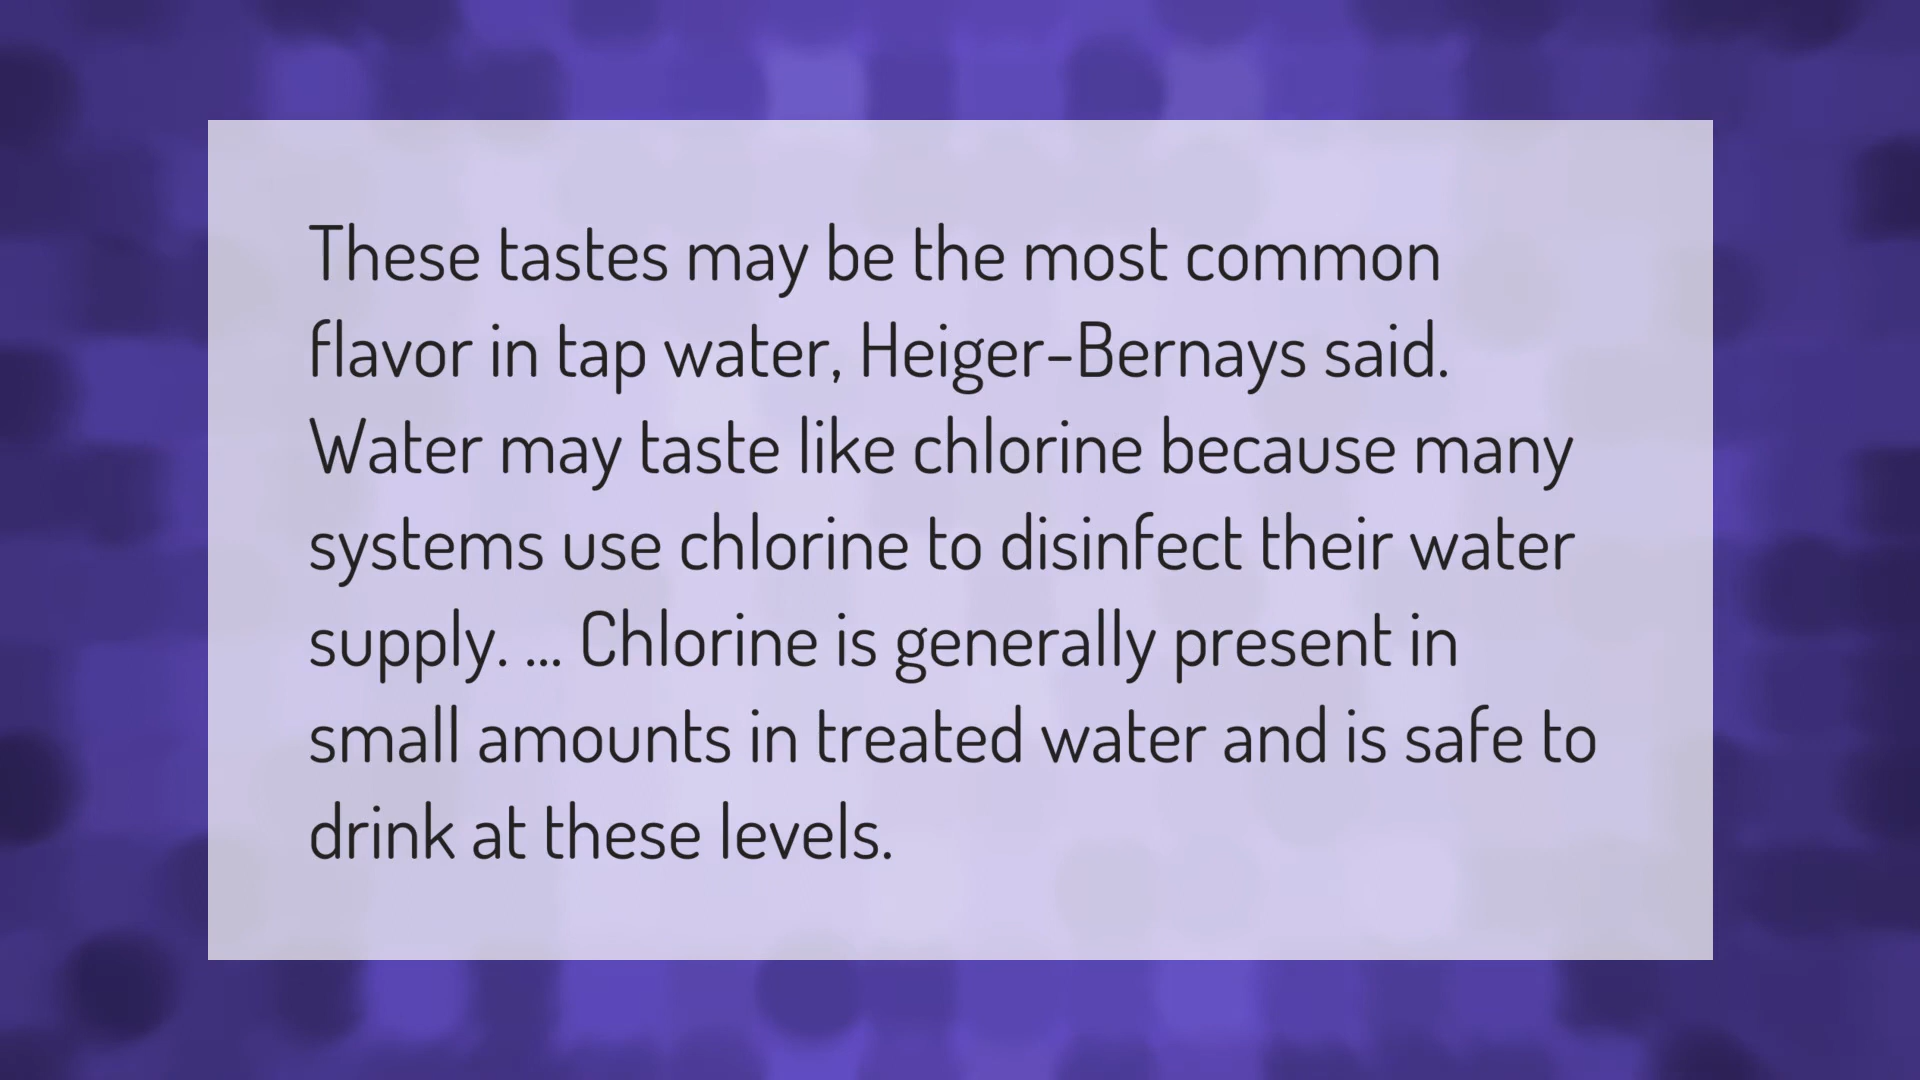 These tastes may be the most common
flavor in tap water, Heiger-Bernays said.
Water may taste like chlorine because many
systems use chlorine to disinfect their water
supply. ... Chlorine is generally present in
small amounts in treated water and is safe to
drink at these levels.